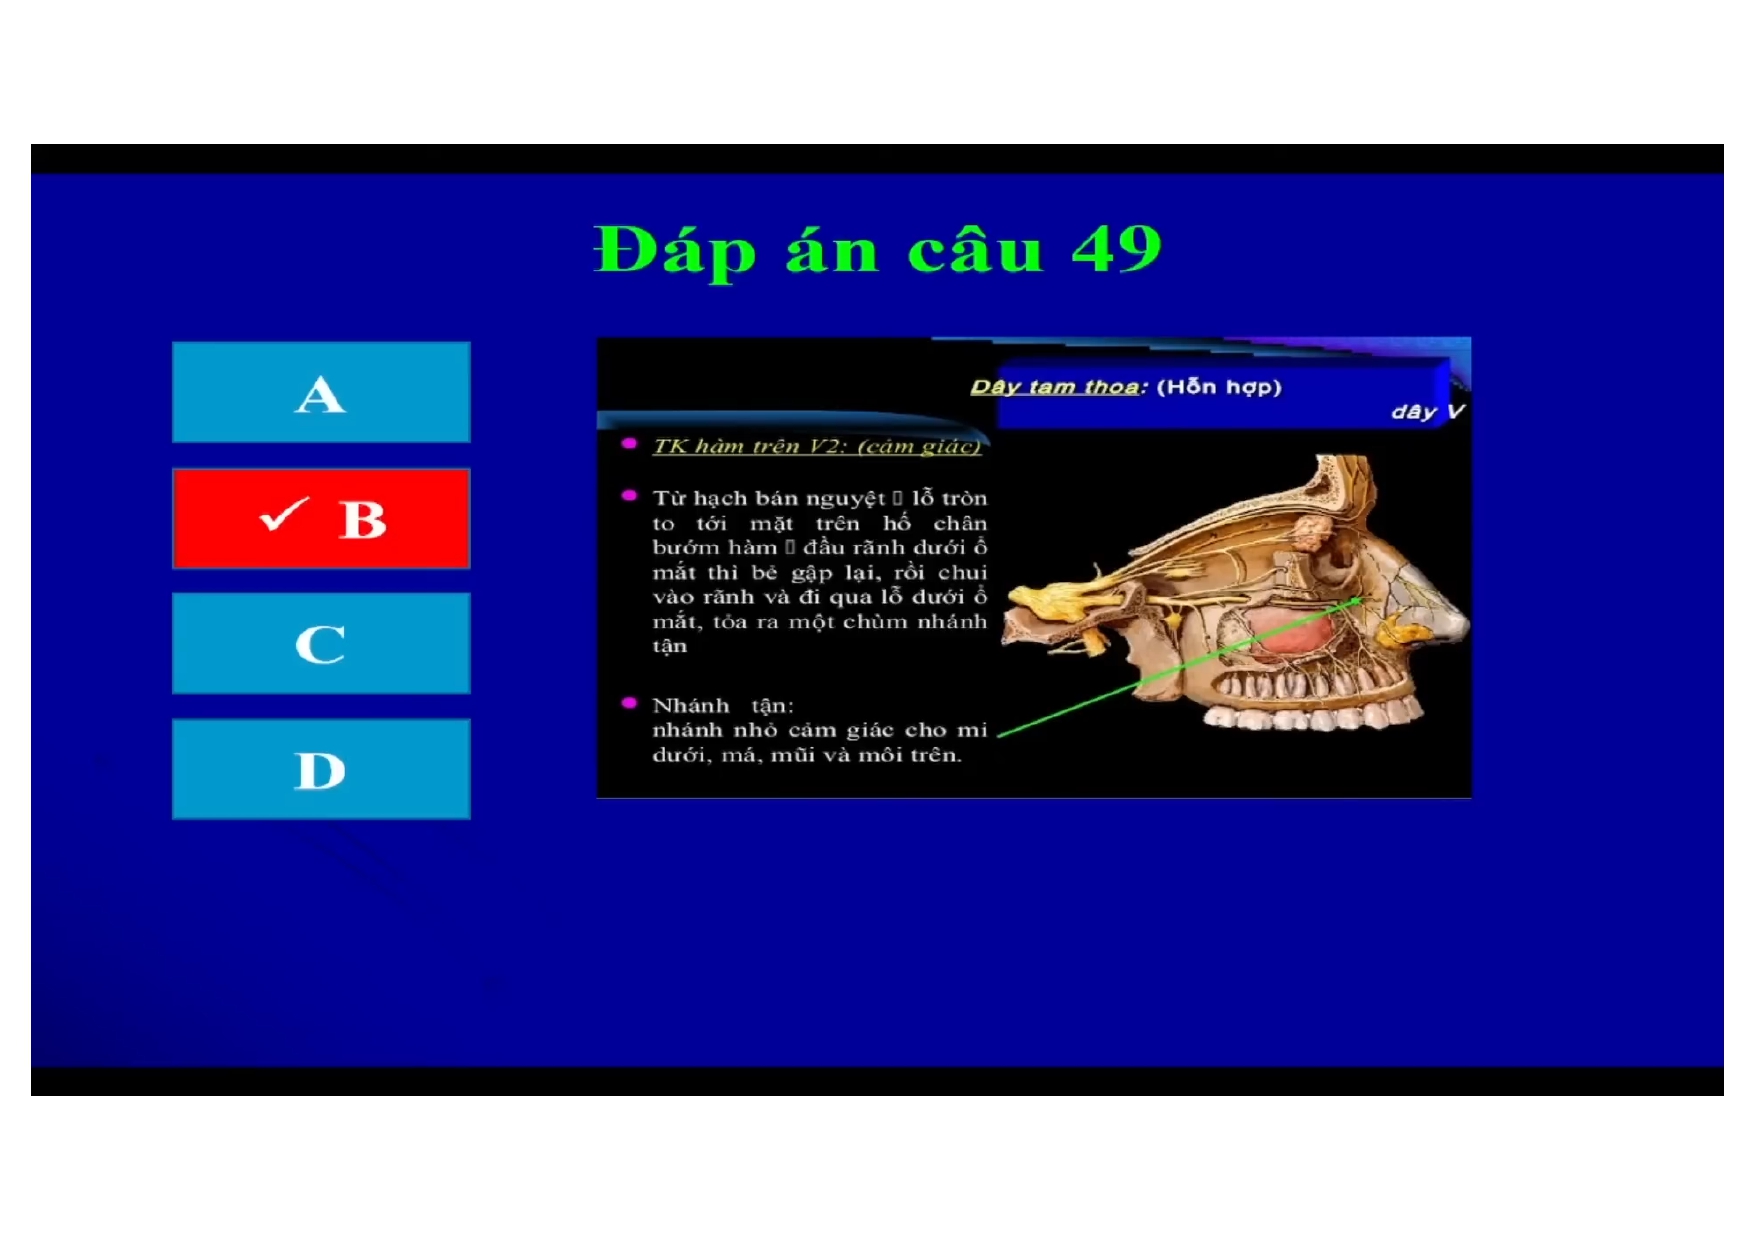 Đáp án câu 49
A
✓ B
C
D
Dây tam thoa: (Hỗn hợp)
dây V
TK hàm trên V2: (cảm giác)
Từ hạch bán nguyệt ▯ lỗ tròn
to tới mặt trên hố chân
bướm hàm ▯ đầu rãnh dưới ổ
mắt thì bẻ gập lại, rồi chui
vào rãnh và đi qua lỗ dưới ổ
mắt, tỏa ra một chùm nhánh
tận
Nhánh tận:
nhánh nhỏ cảm giác cho mi
dưới, má, mũi và môi trên.